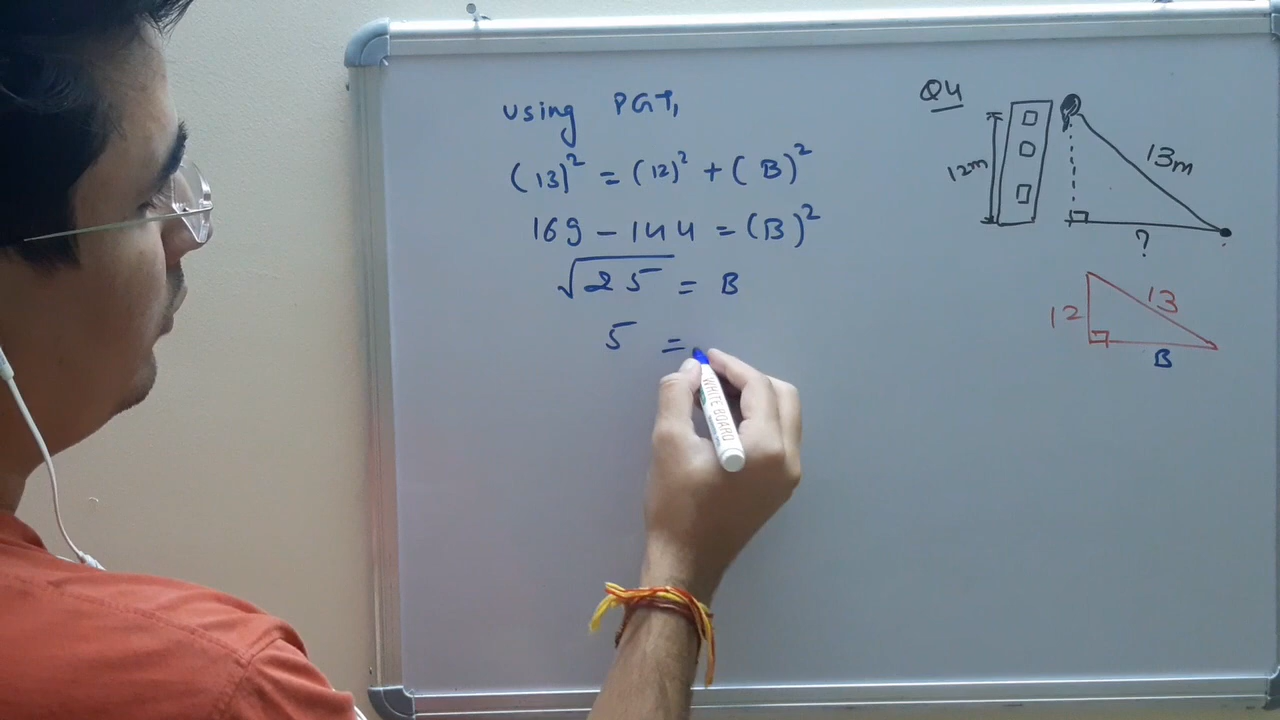 using PGT,
(13)² = (12)² + (B)²
169 - 144 = (B)²
√25 = B
5 =
WHITE BOARD
Q4
12m
13m
?
12
13
B